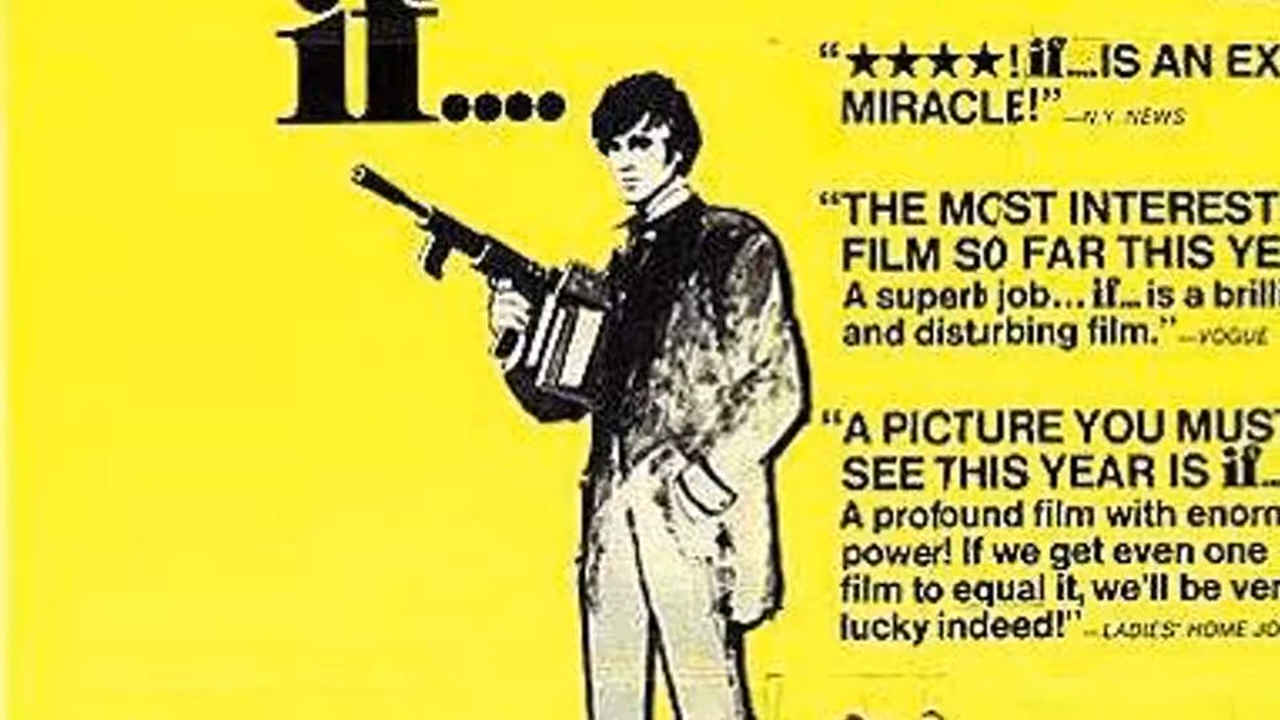 if....
“★★★★! if.... IS AN EX
MIRACLE!” —N.Y. NEWS
“THE MOST INTEREST
FILM SO FAR THIS YE
A superb job... if... is a brilli
and disturbing film.” —VOGUE
“A PICTURE YOU MUS
SEE THIS YEAR IS if...
A profound film with enorm
power! If we get even one
film to equal it, we'll be ver
lucky indeed!” —LADIES' HOME JO